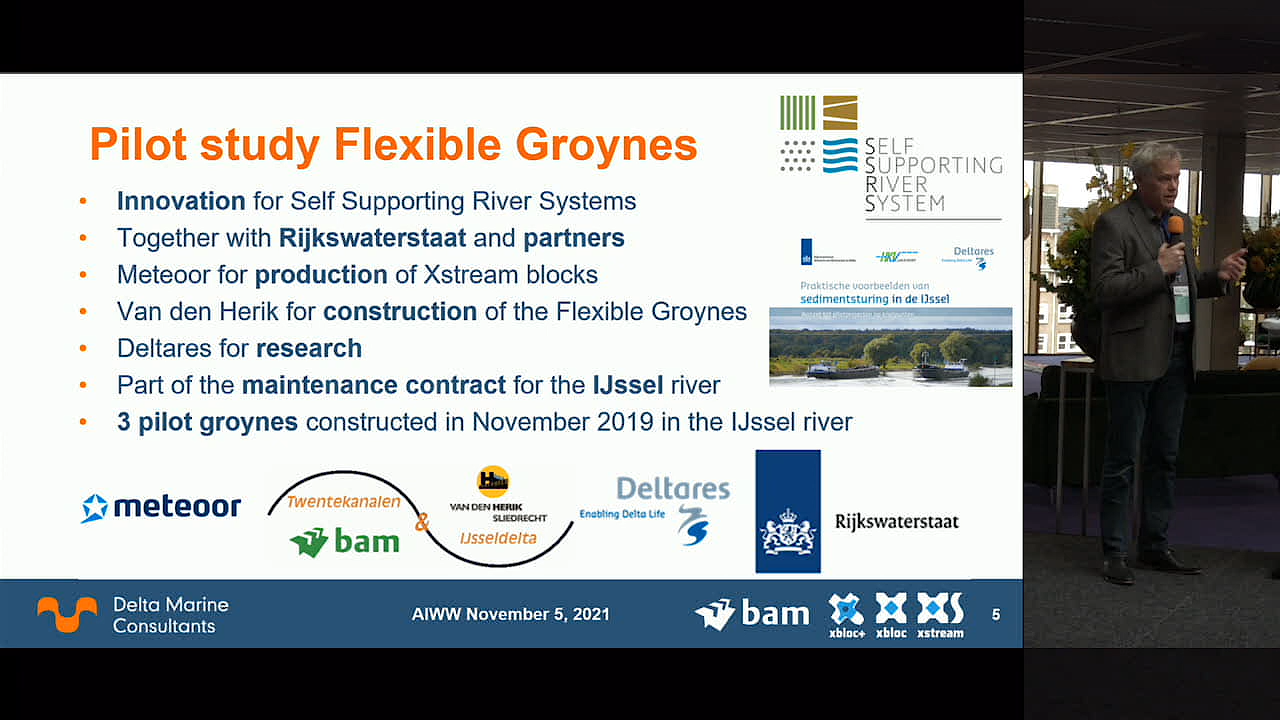 Pilot study Flexible Groynes
SELF
SUPPORTING
RIVER
SYSTEM
• Innovation for Self Supporting River Systems
• Together with Rijkswaterstaat and partners
• Meteoor for production of Xstream blocks
• Van den Herik for construction of the Flexible Groynes
• Deltares for research
• Part of the maintenance contract for the IJssel river
• 3 pilot groynes constructed in November 2019 in the IJssel river
HKV
Deltares
Enabling Delta Life
Praktische voorbeelden van
sedimentsturing in de IJssel
meteoor
Twentekanalen
bam
&
VAN DEN HERIK
SLIEDRECHT
IJsseldelta
Deltares
Enabling Delta Life
Rijkswaterstaat
Delta Marine
Consultants
AIWW November 5, 2021
bam
xbloc+ xbloc xstream
5